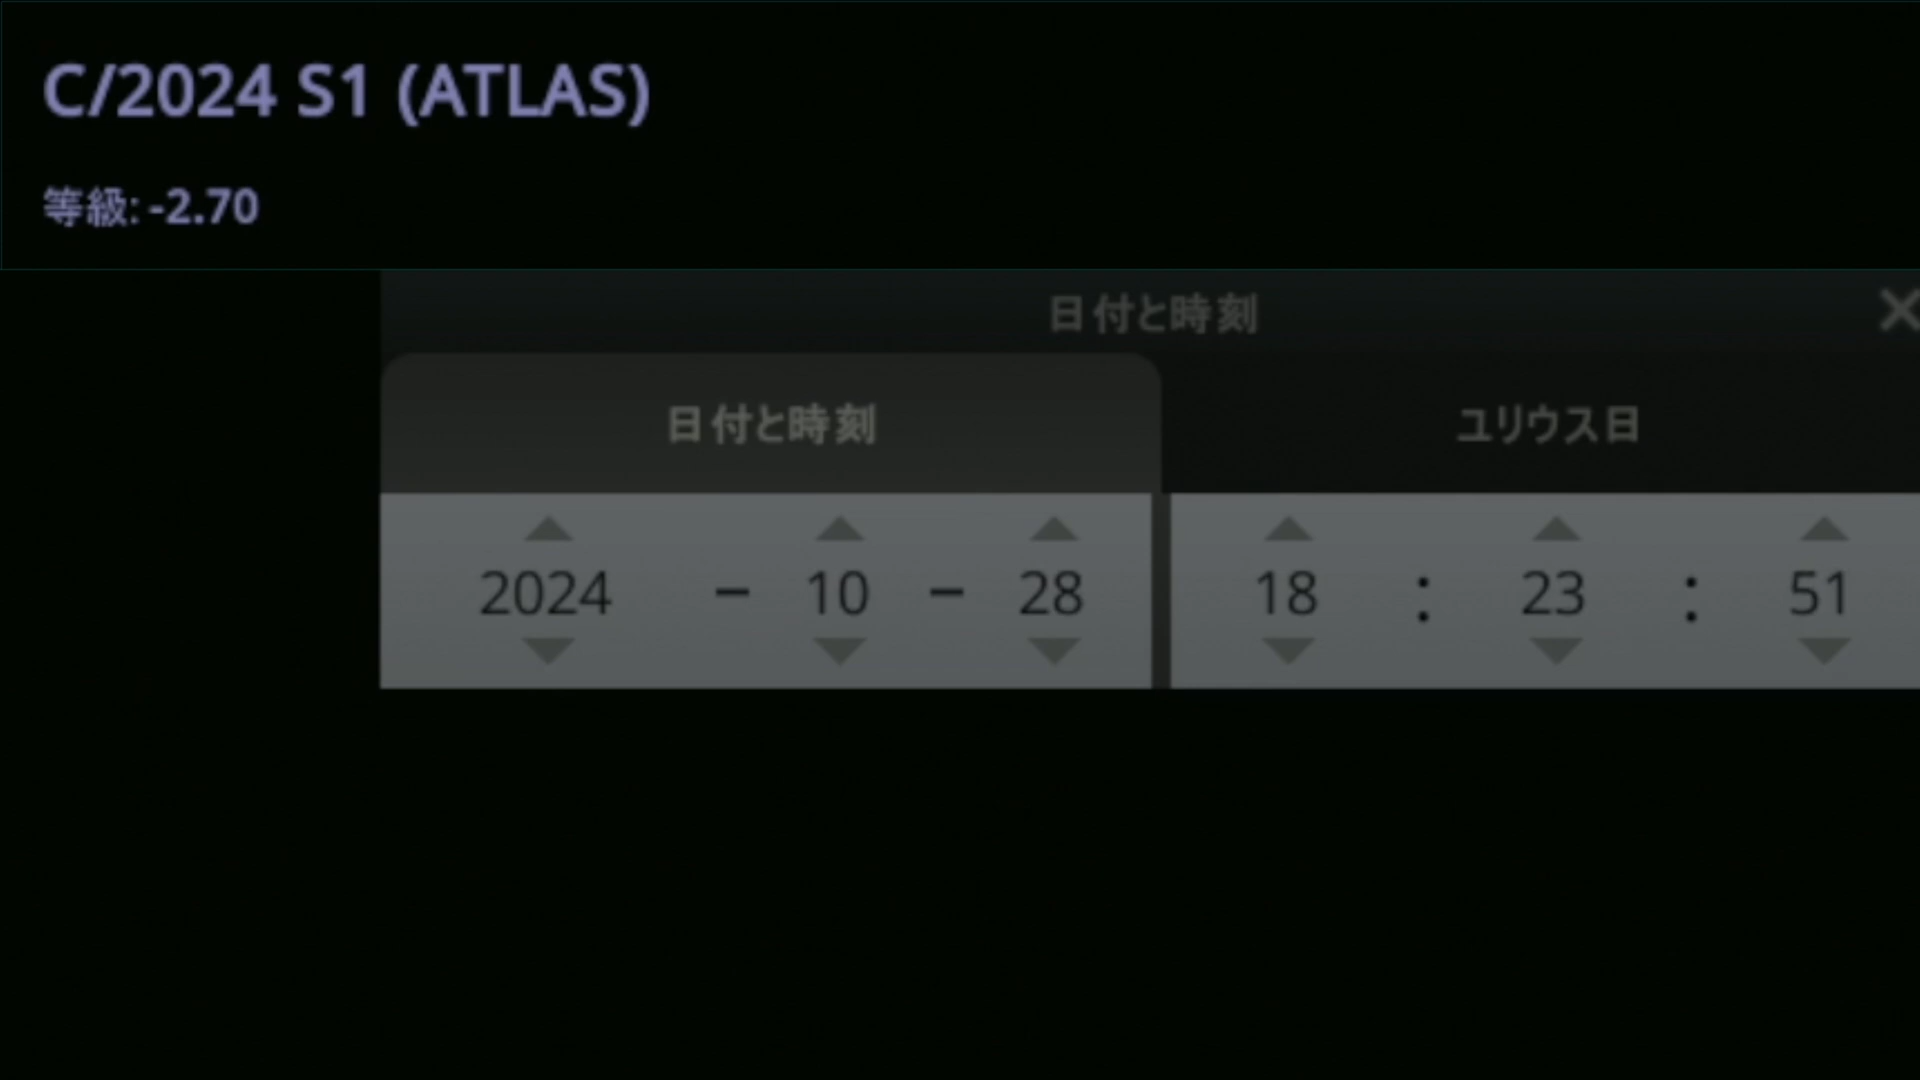 C/2024 S1 (ATLAS)
等級: -2.70
日付と時刻
日付と時刻 ユリウス日
2024 - 10 - 28 18 : 23 : 51